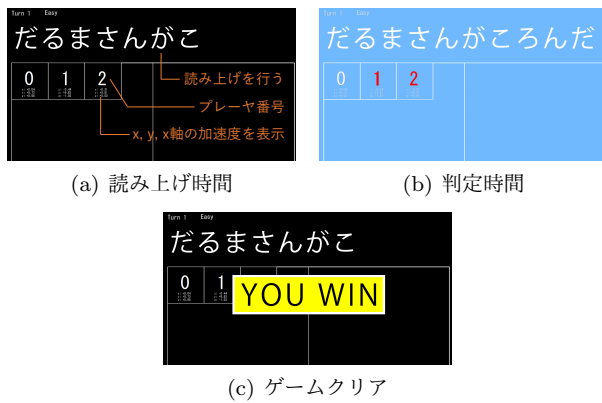 Turn 1 Easy
だるまさんがこ
0 1 2
読み上げを行う
プレーヤ番号
x, y, x軸の加速度を表示
(a) 読み上げ時間
Turn 1 Easy
だるまさんがころんだ
0 1 2
(b) 判定時間
Turn 1 Easy
だるまさんがこ
0 1
YOU WIN
(c) ゲームクリア